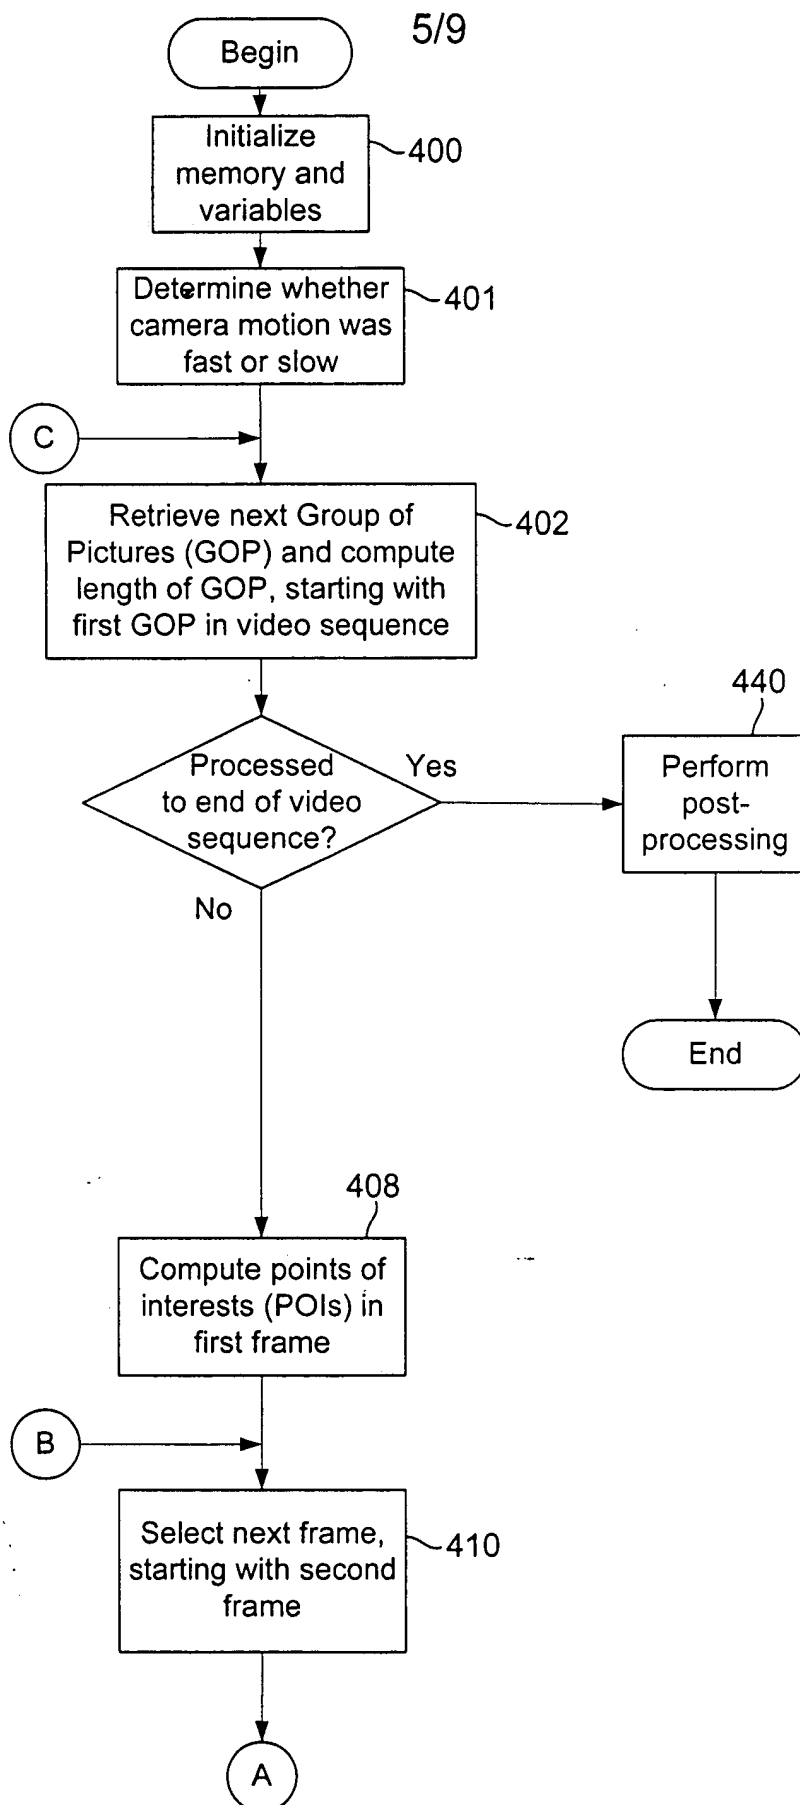 5/9
Begin
Initialize
memory and
variables
400
Determine whether
camera motion was
fast or slow
401
C
Retrieve next Group of
Pictures (GOP) and compute
length of GOP, starting with
first GOP in video sequence
402
Processed
to end of video
sequence?
Yes
440
Perform
post-
processing
No
End
408
Compute points of
interests (POIs) in
first frame
B
Select next frame,
starting with second
frame
410
A